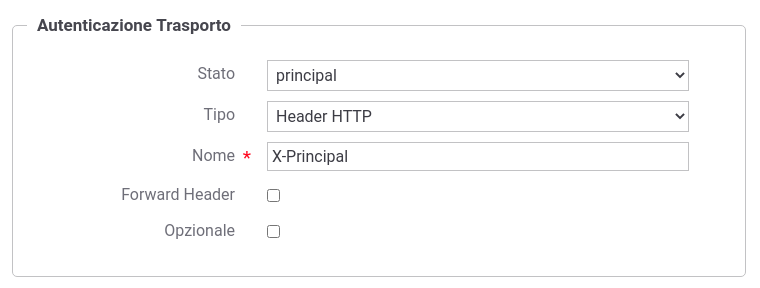 Autenticazione Trasporto
Stato principal
Tipo Header HTTP
Nome * X-Principal
Forward Header
Opzionale